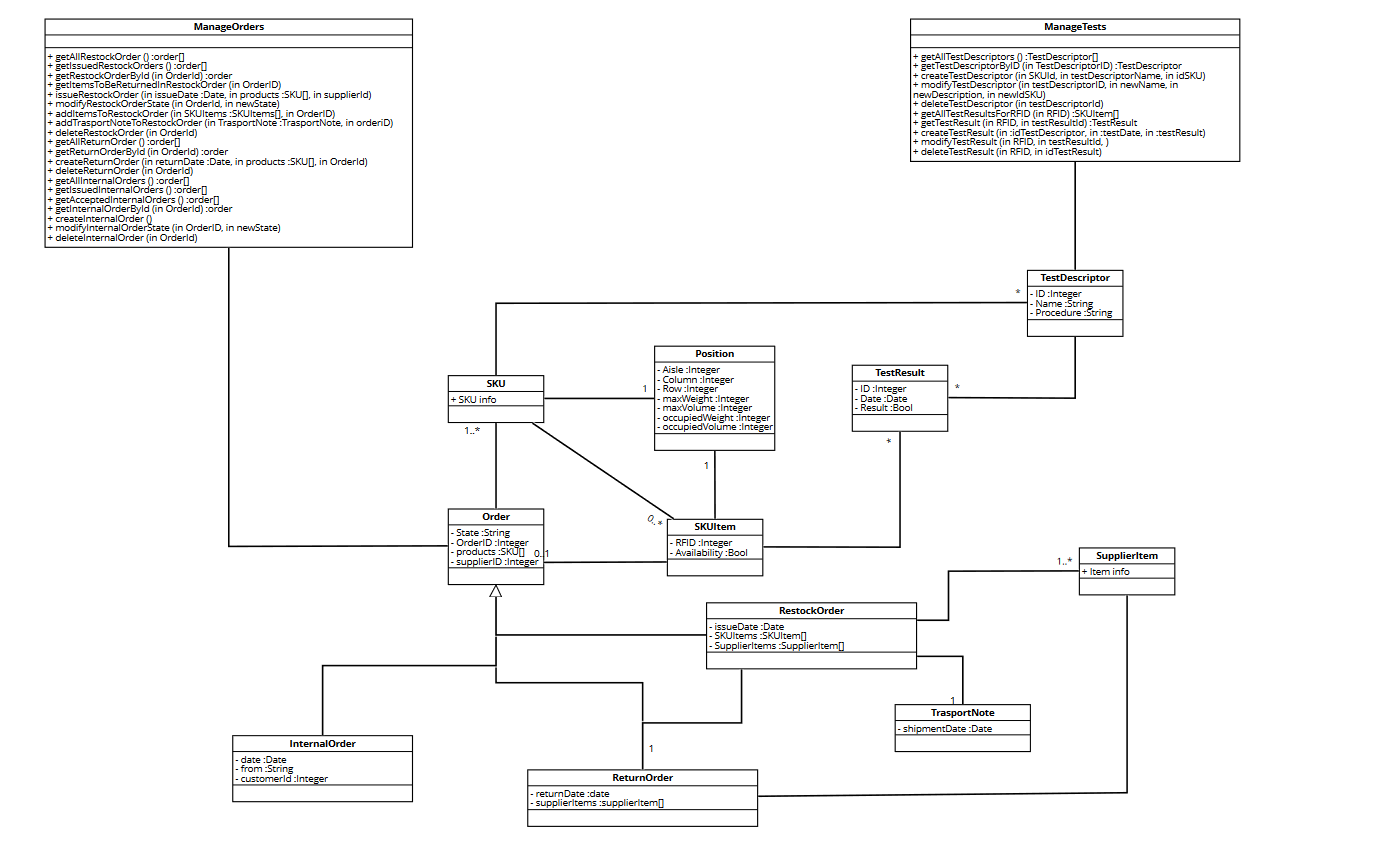 ManageOrders
+ getAllRestockOrder () :order[]
+ getIssuedRestockOrders () :order[]
+ getRestockOrderById (in OrderId) :order
+ getItemsToBeReturnedInRestockOrder (in OrderID)
+ issueRestockOrder (in issueDate :Date, in products :SKU[], in supplierId)
+ modifyRestockOrderState (in OrderId, in newState)
+ addItemsToRestockOrder (in SKUItems :SKUItems[], in OrderID)
+ addTrasportNoteToRestockOrder (in TrasportNote :TrasportNote, in orderiD)
+ deleteRestockOrder (in OrderId)
+ getAllReturnOrder () :order[]
+ getReturnOrderById (in OrderId) :order
+ createReturnOrder (in returnDate :Date, in products :SKU[], in OrderId)
+ deleteReturnOrder (in OrderId)
+ getAllInternalOrders () :order[]
+ getIssuedInternalOrders () :order[]
+ getAcceptedInternalOrders () :order[]
+ getInternalOrderById (in OrderId) :order
+ createInternalOrder ()
+ modifyInternalOrderState (in OrderID, in newState)
+ deleteInternalOrder (in OrderId)
ManageTests
+ getAllTestDescriptors () :TestDescriptor[]
+ getTestDescriptorByID (in TestDescriptorID) :TestDescriptor
+ createTestDescriptor (in SKUId, in testDescriptorName, in idSKU)
+ modifyTestDescriptor (in testDescriptorID, in newName, in
newDescription, in newIdSKU)
+ deleteTestDescriptor (in testDescriptorId)
+ getAllTestResultsForRFID (in RFID) :SKUItem[]
+ getTestResult (in RFID, in testResultId) :TestResult
+ createTestResult (in :idTestDescriptor, in :testDate, in :testResult)
+ modifyTestResult (in RFID, in testResultId, )
+ deleteTestResult (in RFID, in idTestResult)
TestDescriptor
*
- ID :Integer
- Name :String
- Procedure :String
Position
- Aisle :Integer
- Column :Integer
- Row :Integer
- maxWeight :Integer
- maxVolume :Integer
- occupiedWeight :Integer
- occupiedVolume :Integer
TestResult
- ID :Integer
- Date :Date
- Result :Bool
*
*
SKU
+ SKU info
1
1..*
1
Order
- State :String
- OrderID :Integer
- products :SKU[]
- supplierID :Integer
0..1
0..*
SKUItem
- RFID :Integer
- Availability :Bool
SupplierItem
+ Item info
1..*
RestockOrder
- issueDate :Date
- SKUItems :SKUItem[]
- SupplierItems :SupplierItem[]
1
TrasportNote
- shipmentDate :Date
InternalOrder
- date :Date
- from :String
- customerId :Integer
1
ReturnOrder
- returnDate :date
- supplierItems :supplierItem[]